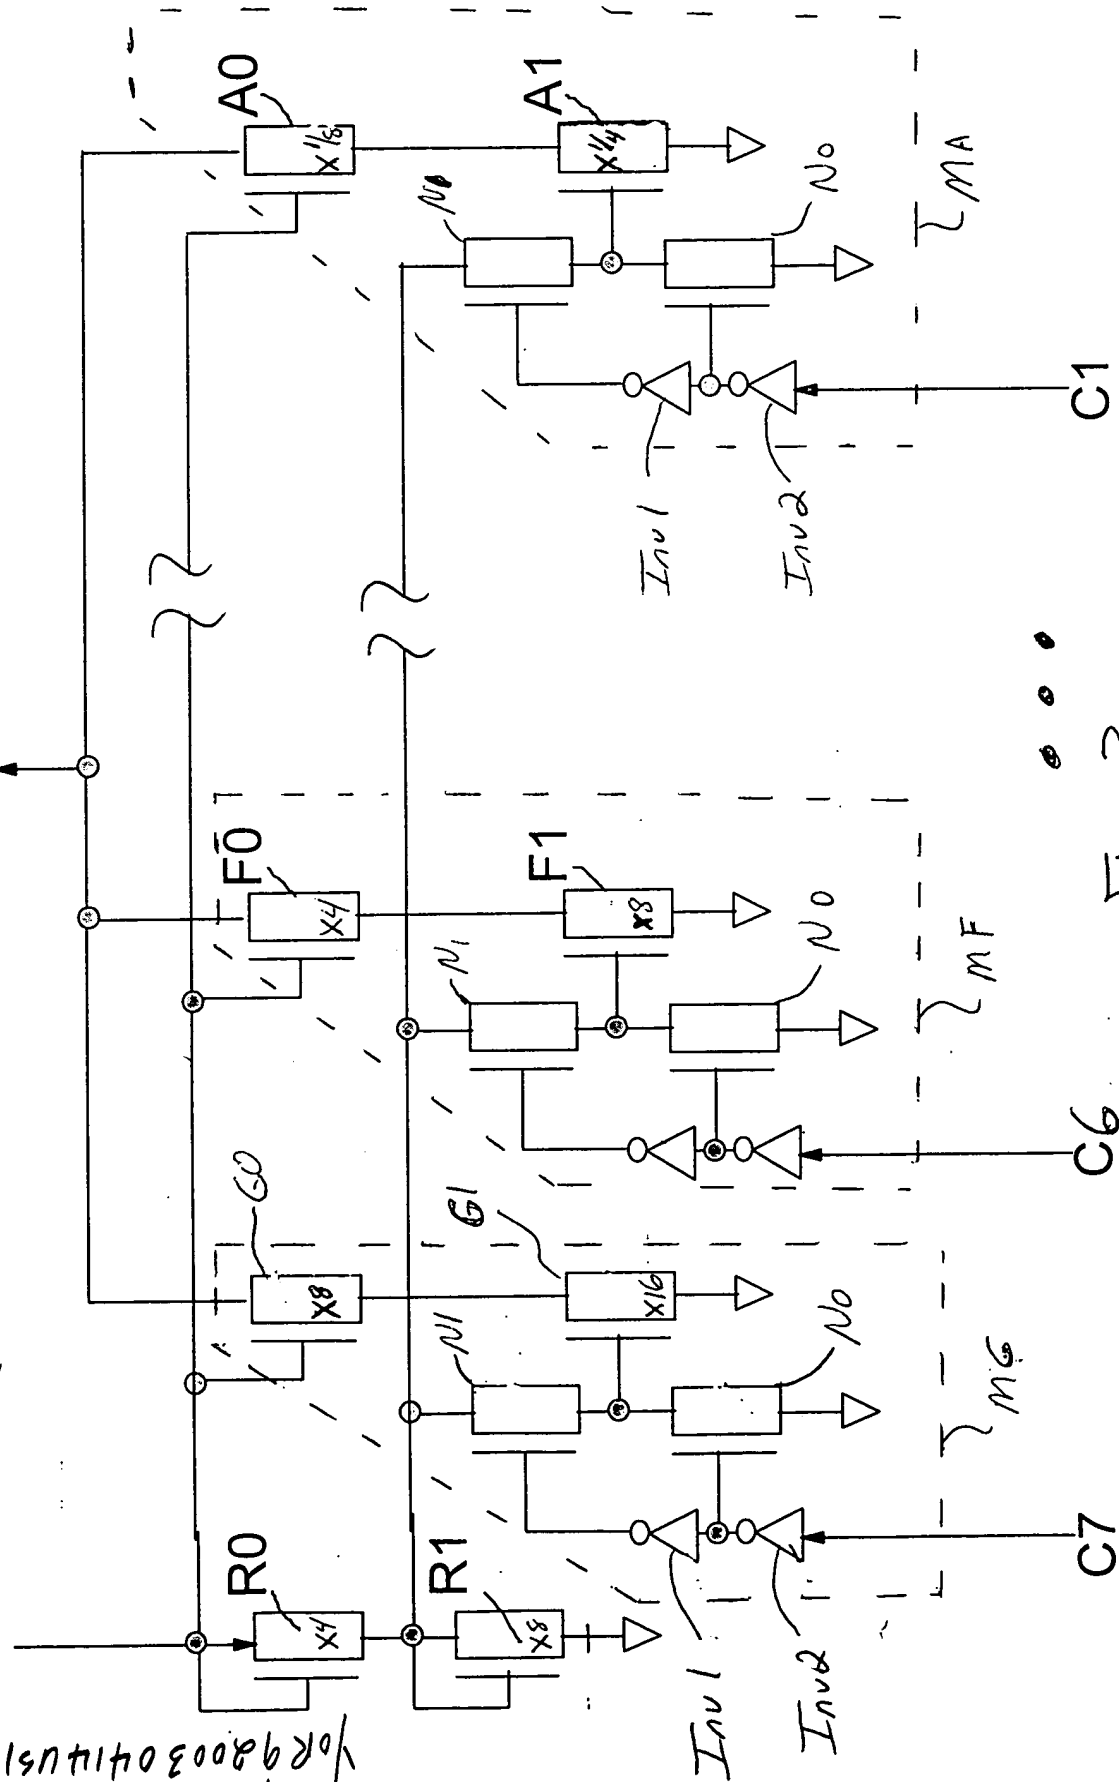 YOR920030414US1
R0
x4
G0
x8
F0
x4
A0
x1/8
R1
x8
N1
G1
x16
N1
F1
x8
A1
x1/4
Inv1
N0
N0
Inv1
N0
Inv2
Inv2
MG
MF
MA
C7
C6
C1